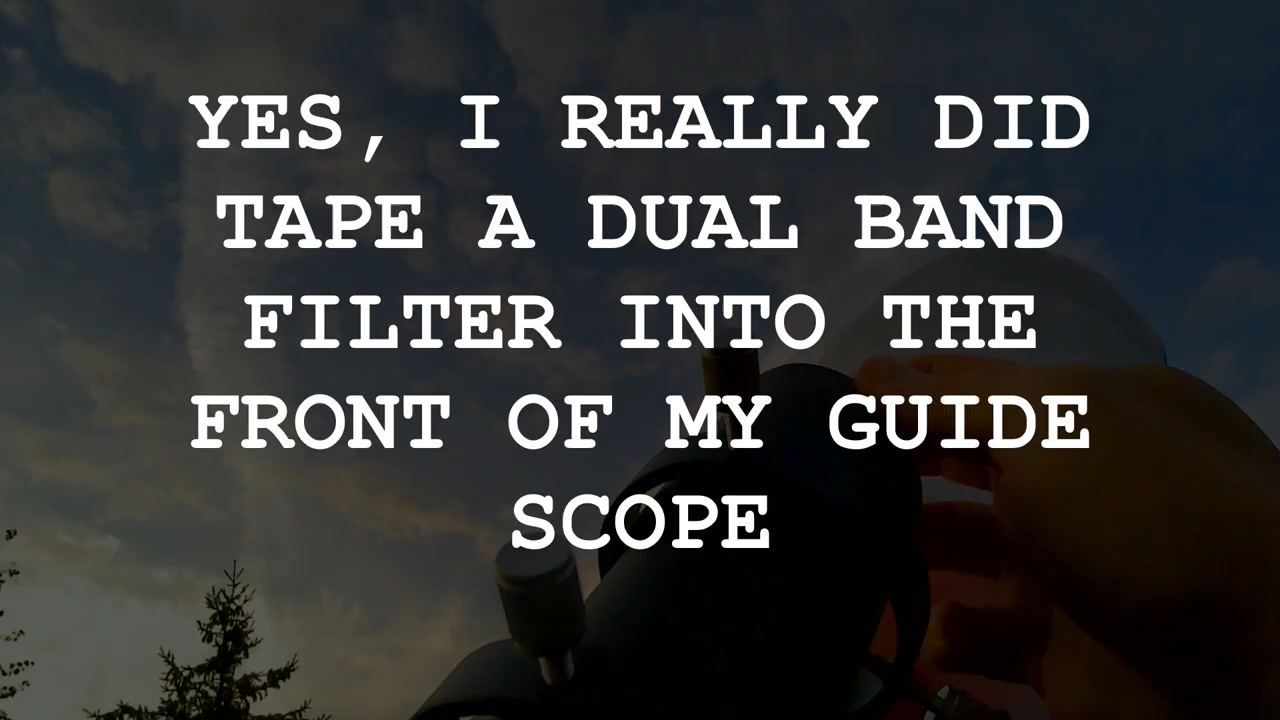 YES, I REALLY DID
TAPE A DUAL BAND
FILTER INTO THE
FRONT OF MY GUIDE
SCOPE